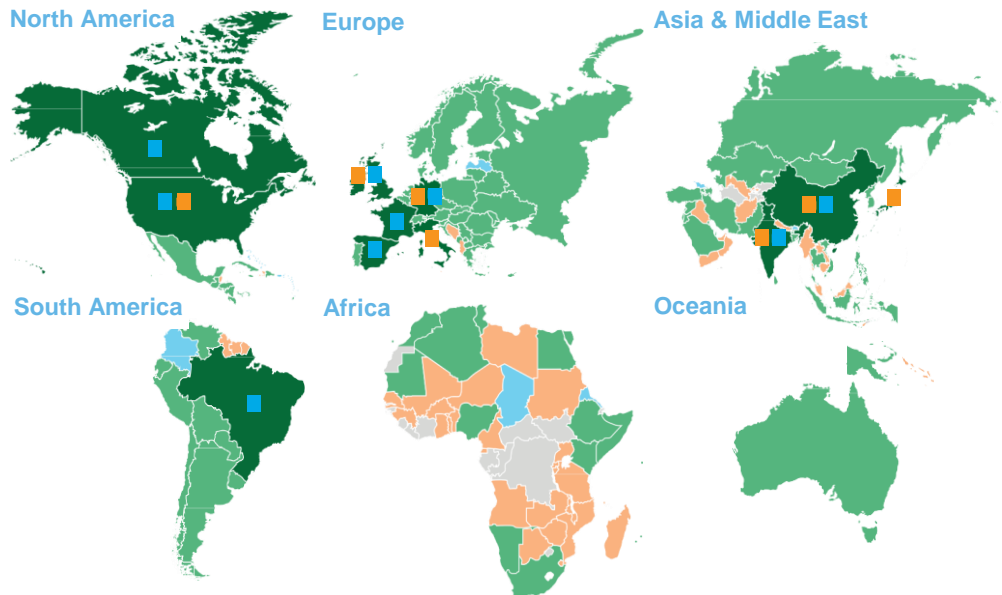 North America
Europe
Asia & Middle East
South America
Africa
Oceania